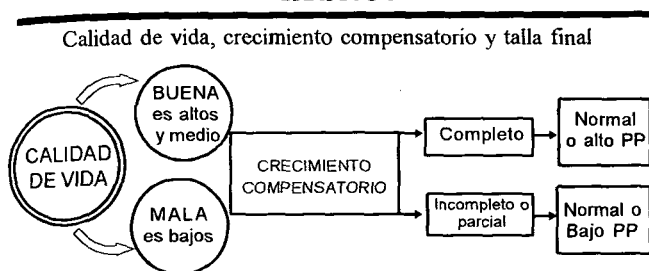 Calidad de vida, crecimiento compensatorio y talla final
CALIDAD
DE VIDA
BUENA
es altos
y medio
MALA
es bajos
CRECIMIENTO
COMPENSATORIO
Completo
Incompleto o
parcial
Normal
o alto PP
Normal o
Bajo PP